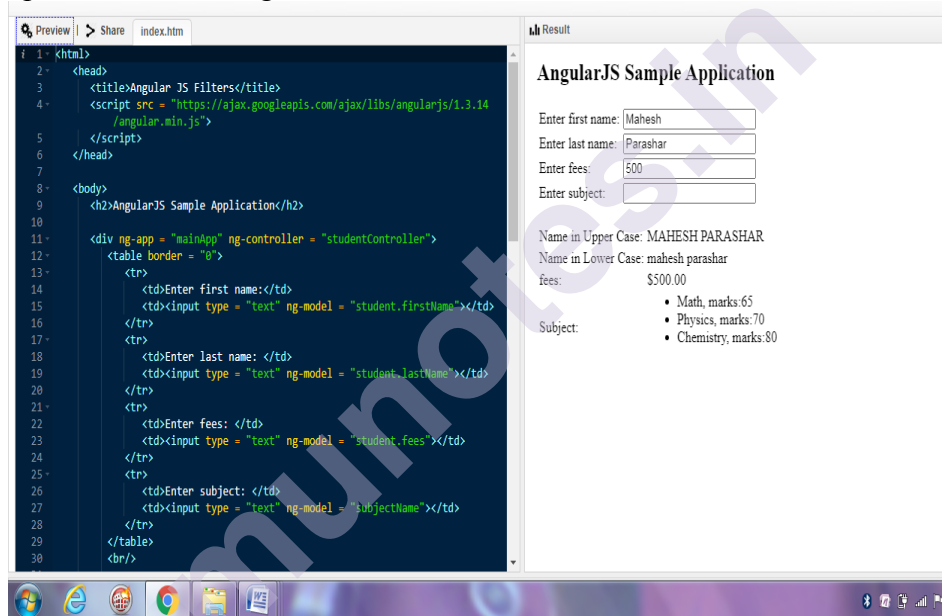 Preview | Share index.htm
i 1 <html>
2 <head>
3 <title>Angular JS Filters</title>
4 <script src = "https://ajax.googleapis.com/ajax/libs/angularjs/1.3.14
/angular.min.js">
5 </script>
6 </head>
7
8 <body>
9 <h2>AngularJS Sample Application</h2>
10
11 <div ng-app = "mainApp" ng-controller = "studentController">
12 <table border = "0">
13 <tr>
14 <td>Enter first name:</td>
15 <td><input type = "text" ng-model = "student.firstName"></td>
16 </tr>
17 <tr>
18 <td>Enter last name: </td>
19 <td><input type = "text" ng-model = "student.lastName"></td>
20 </tr>
21 <tr>
22 <td>Enter fees: </td>
23 <td><input type = "text" ng-model = "student.fees"></td>
24 </tr>
25 <tr>
26 <td>Enter subject: </td>
27 <td><input type = "text" ng-model = "subjectName"></td>
28 </tr>
29 </table>
30 <br/>
Result
AngularJS Sample Application
Enter first name: Mahesh
Enter last name: Parashar
Enter fees: 500
Enter subject:
Name in Upper Case: MAHESH PARASHAR
Name in Lower Case: mahesh parashar
fees: $500.00
Subject:
• Math, marks:65
• Physics, marks:70
• Chemistry, marks:80
munotes.in